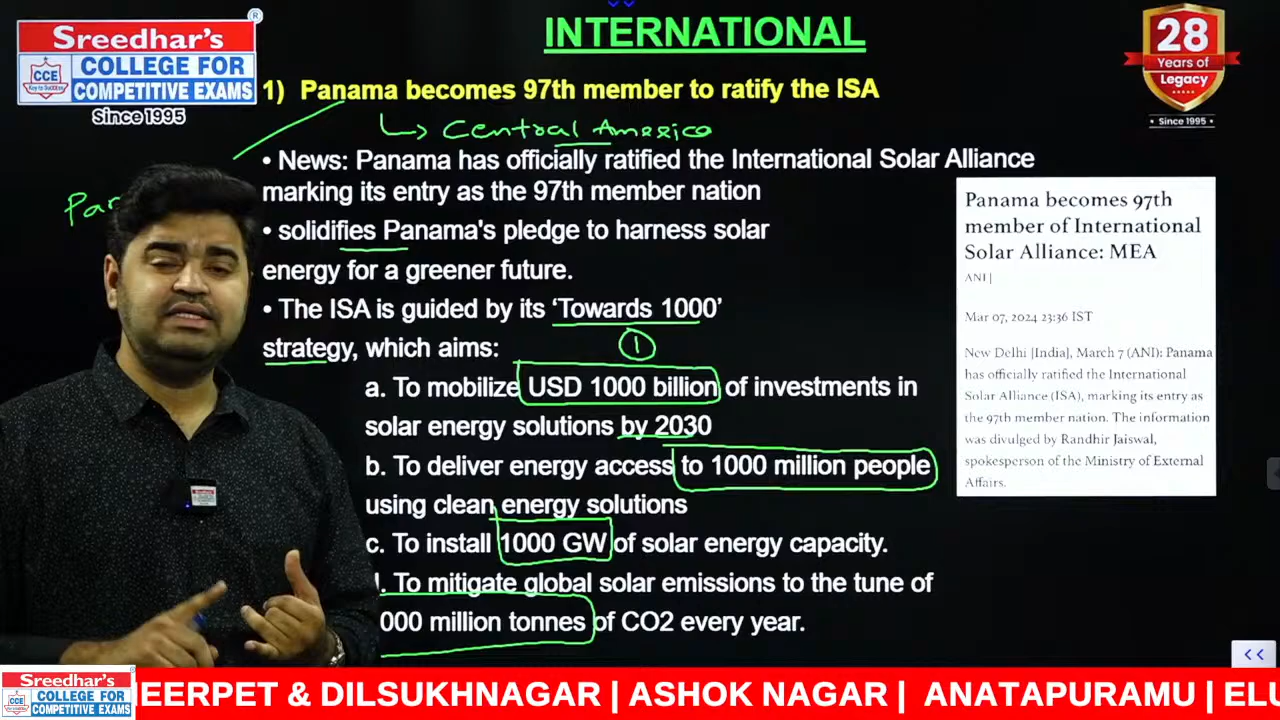 Sreedhar's
®
CCE
Key to Success
COLLEGE FOR
COMPETITIVE EXAMS
Since 1995
INTERNATIONAL
28
Years of
Legacy
Since 1995
1) Panama becomes 97th member to ratify the ISA
Central America
• News: Panama has officially ratified the International Solar Alliance
marking its entry as the 97th member nation
Par
• solidifies Panama's pledge to harness solar
energy for a greener future.
• The ISA is guided by its ‘Towards 1000’
strategy, which aims:
1
a. To mobilize USD 1000 billion of investments in
solar energy solutions by 2030
b. To deliver energy access to 1000 million people
using clean energy solutions
c. To install 1000 GW of solar energy capacity.
. To mitigate global solar emissions to the tune of
000 million tonnes of CO2 every year.
Panama becomes 97th
member of International
Solar Alliance: MEA
ANI |
Mar 07, 2024 23:36 IST
New Delhi [India], March 7 (ANI): Panama
has officially ratified the International
Solar Alliance (ISA), marking its entry as
the 97th member nation. The information
was divulged by Randhir Jaiswal,
spokesperson of the Ministry of External
Affairs.
<<
Sreedhar's
CCE
COLLEGE FOR
COMPETITIVE EXAMS
EERPET & DILSUKHNAGAR | ASHOK NAGAR | ANATAPURAMU | ELU